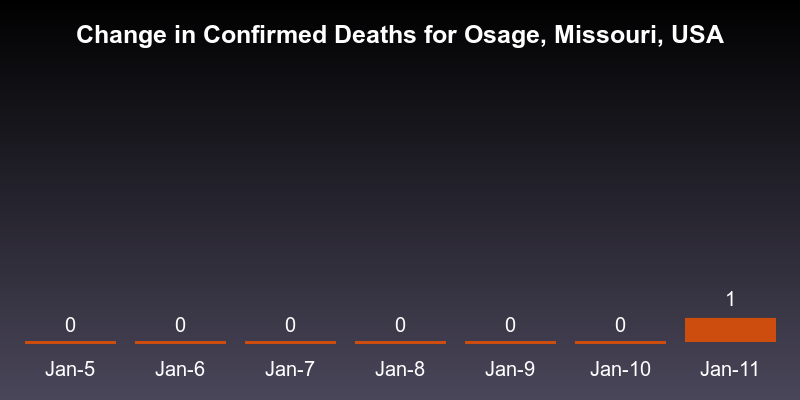 Change in Confirmed Deaths for Osage, Missouri, USA
0 0 0 0 0 0 1
Jan-5 Jan-6 Jan-7 Jan-8 Jan-9 Jan-10 Jan-11